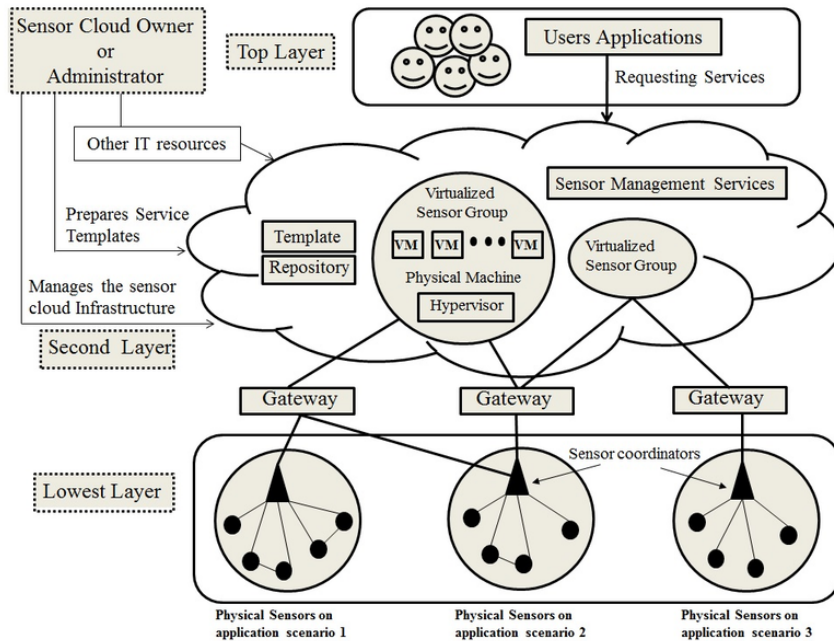 Sensor Cloud Owner
or
Administrator
Top Layer
Users Applications
Requesting Services
Other IT resources
Prepares Service
Templates
Manages the sensor
cloud Infrastructure
Second Layer
Sensor Management Services
Template
Repository
Virtualized
Sensor Group
VM VM VM
Physical Machine
Hypervisor
Virtualized
Sensor Group
Gateway
Gateway
Gateway
Lowest Layer
Sensor coordinators
Physical Sensors on
application scenario 1
Physical Sensors on
application scenario 2
Physical Sensors on
application scenario 3